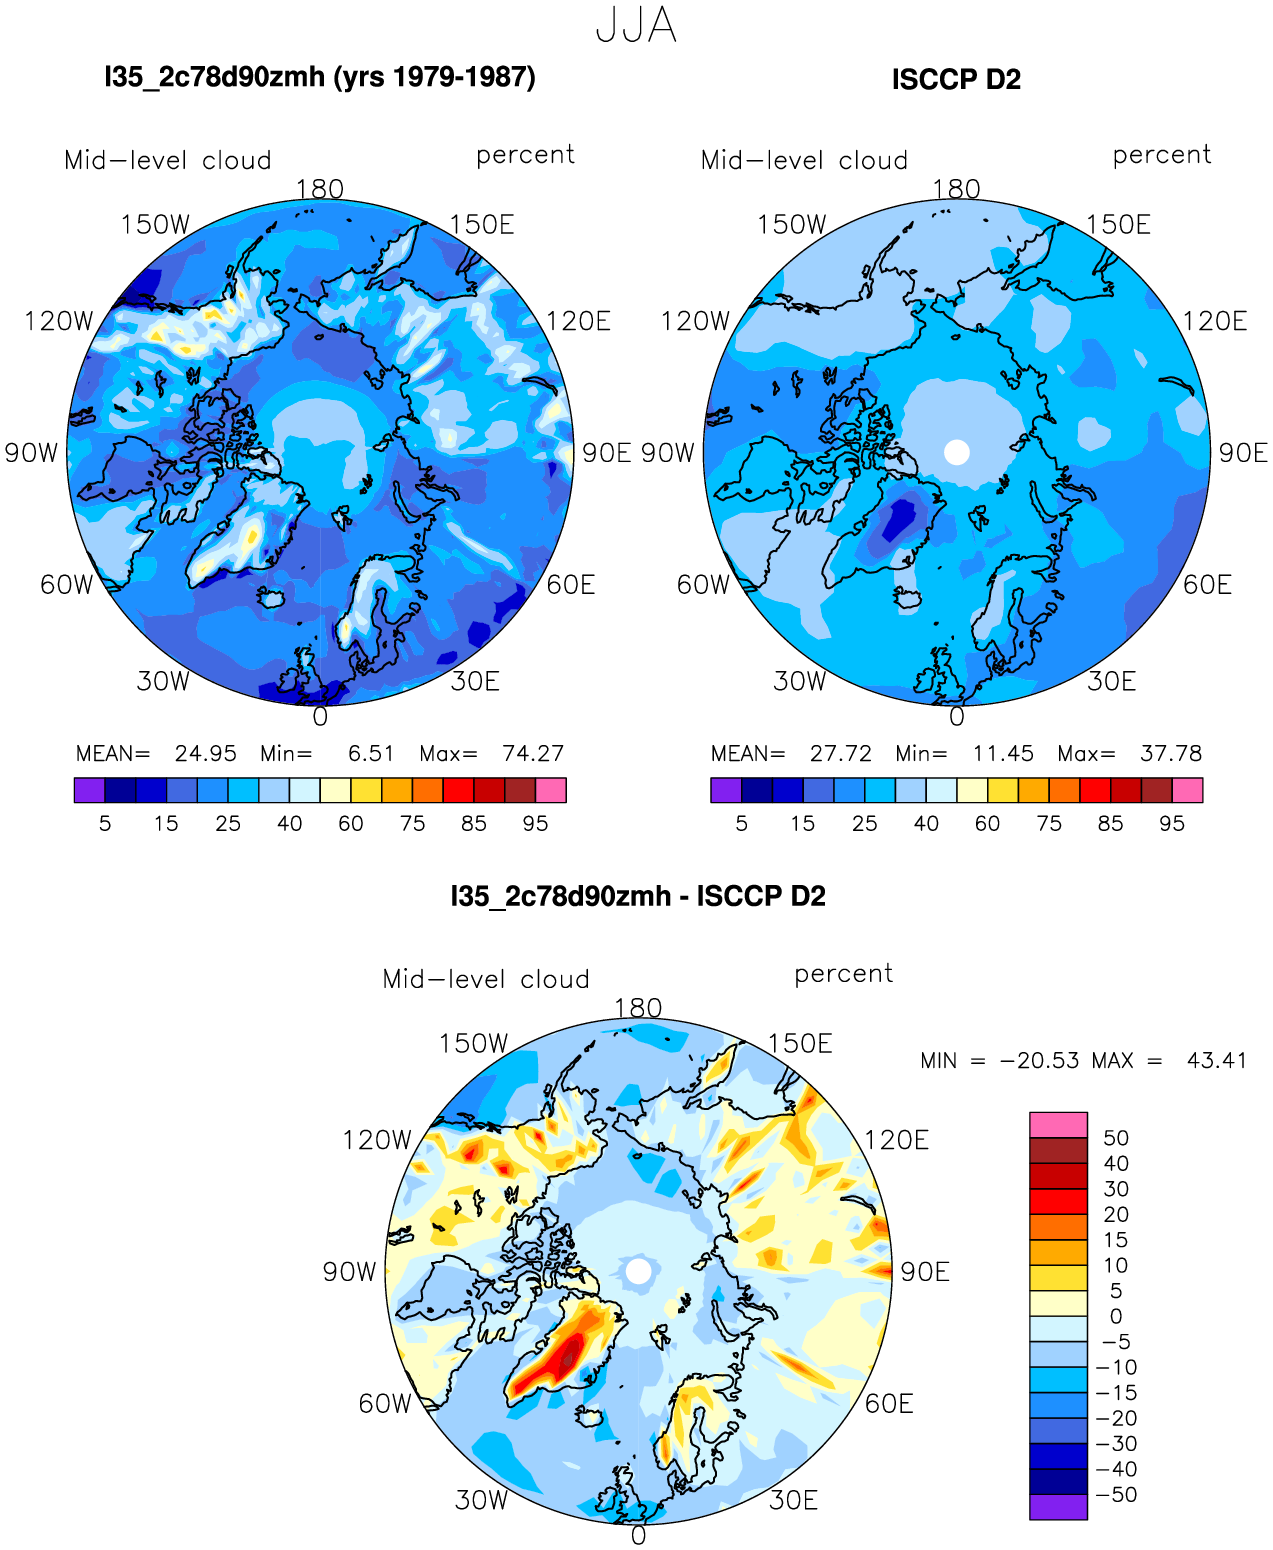 JJA
I35_2c78d90zmh (yrs 1979-1987)
Mid-level cloud percent
180
150W 150E
120W 120E
90W 90E
60W 60E
30W 30E
0
MEAN= 24.95 Min= 6.51 Max= 74.27
5 15 25 40 60 75 85 95
ISCCP D2
Mid-level cloud percent
180
150W 150E
120W 120E
90W 90E
60W 60E
30W 30E
0
MEAN= 27.72 Min= 11.45 Max= 37.78
5 15 25 40 60 75 85 95
I35_2c78d90zmh - ISCCP D2
Mid-level cloud percent
180
150W 150E
120W 120E
90W 90E
60W 60E
30W 30E
0
MIN = -20.53 MAX = 43.41
50
40
30
20
15
10
5
0
-5
-10
-15
-20
-30
-40
-50